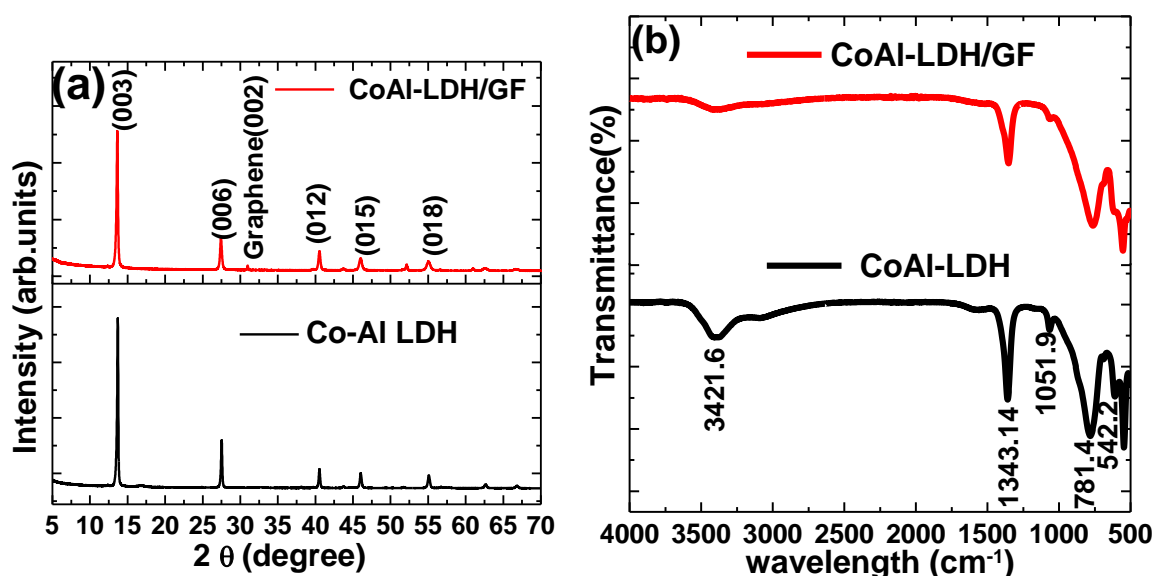 (a)
CoAl-LDH/GF
(003)
(006)
Graphene(002)
(012)
(015)
(018)
Co-Al LDH
Intensity (arb.units)
5 10 15 20 25 30 35 40 45 50 55 60 65 70
2 θ (degree)
(b)
CoAl-LDH/GF
CoAl-LDH
3421.6
1343.14
1051.9
781.4
542.2
Transmittance(%)
4000 3500 3000 2500 2000 1500 1000 500
wavelength (cm⁻¹)